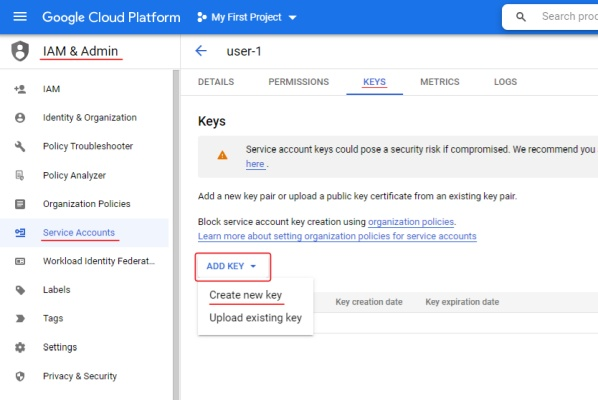 Google Cloud Platform
My First Project
Search produ
IAM & Admin
user-1
IAM
Identity & Organization
Policy Troubleshooter
Policy Analyzer
Organization Policies
Service Accounts
Workload Identity Federat...
Labels
Tags
Settings
Privacy & Security
DETAILS
PERMISSIONS
KEYS
METRICS
LOGS
Keys
Service account keys could pose a security risk if compromised. We recommend you
here .
Add a new key pair or upload a public key certificate from an existing key pair.
Block service account key creation using organization policies.
Learn more about setting organization policies for service accounts
ADD KEY
Create new key
Upload existing key
Key creation date
Key expiration date